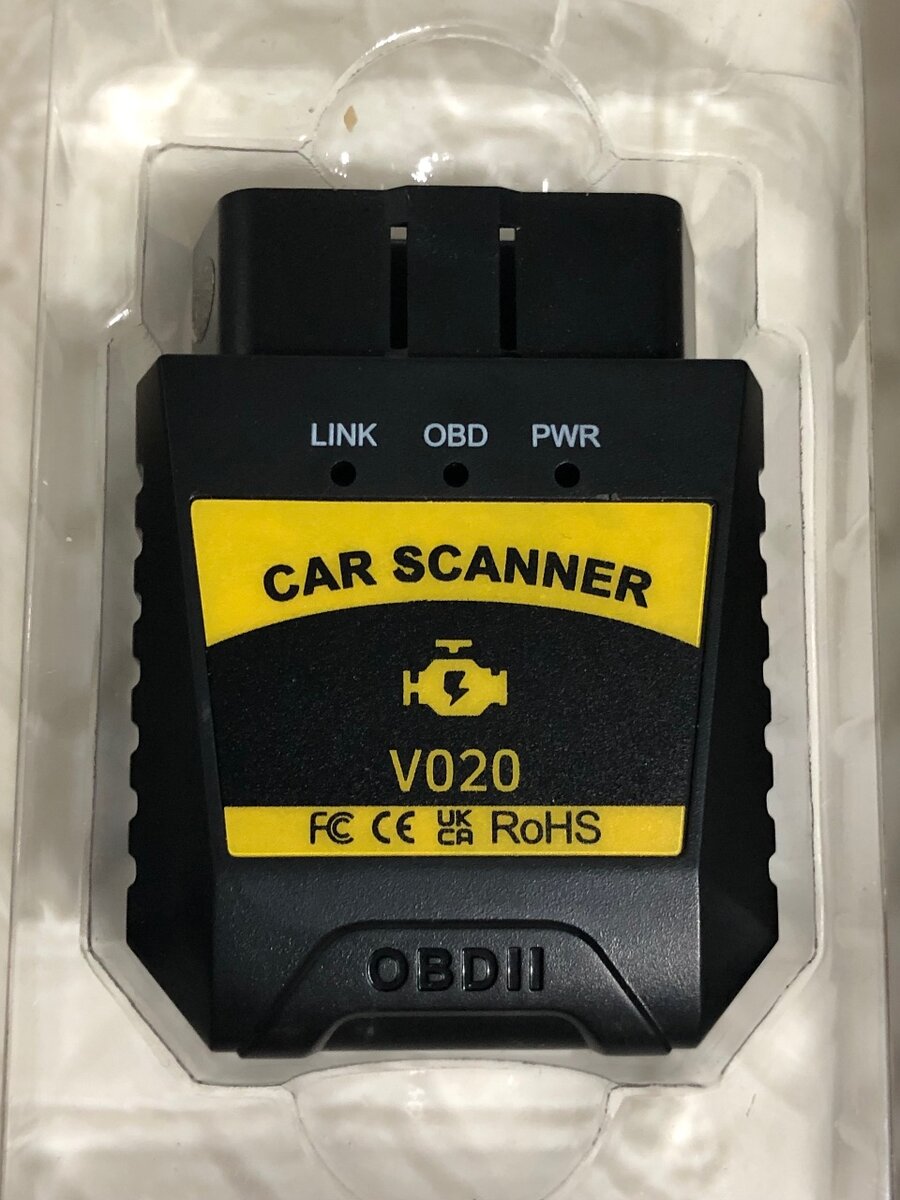 LINK OBD PWR
CAR SCANNER
V020
FC CE UK CA RoHS
OBDII